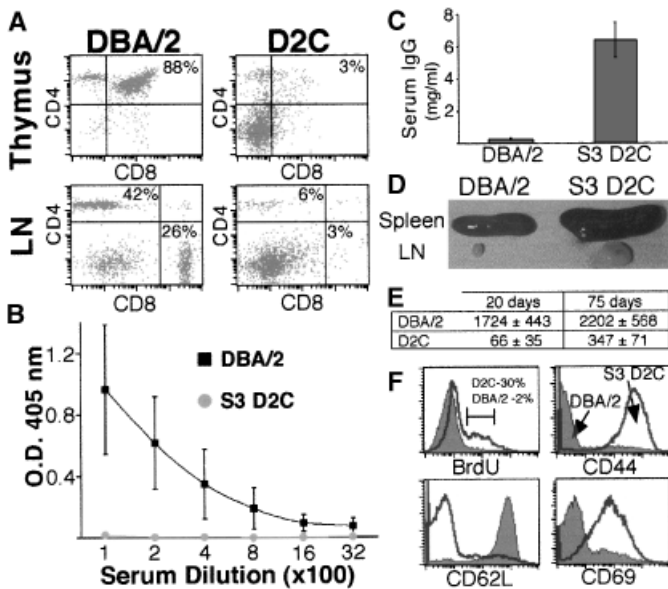 A
DBA/2
D2C
Thymus
CD4
88%
CD8
CD4
3%
CD8
LN
CD4
42%
26%
CD8
CD4
6%
3%
CD8
B
O.D. 405 nm
1.2
0.8
0.4
DBA/2
S3 D2C
1 2 4 8 16 32
Serum Dilution (x100)
C
Serum IgG
(mg/ml)
8
6
4
2
DBA/2 S3 D2C
D
DBA/2 S3 D2C
Spleen
LN
E
20 days 75 days
DBA/2 1724 ± 443 2202 ± 568
D2C 66 ± 35 347 ± 71
F
D2C-30%
DBA/2 -2%
BrdU
S3 D2C
DBA/2
CD44
CD62L
CD69